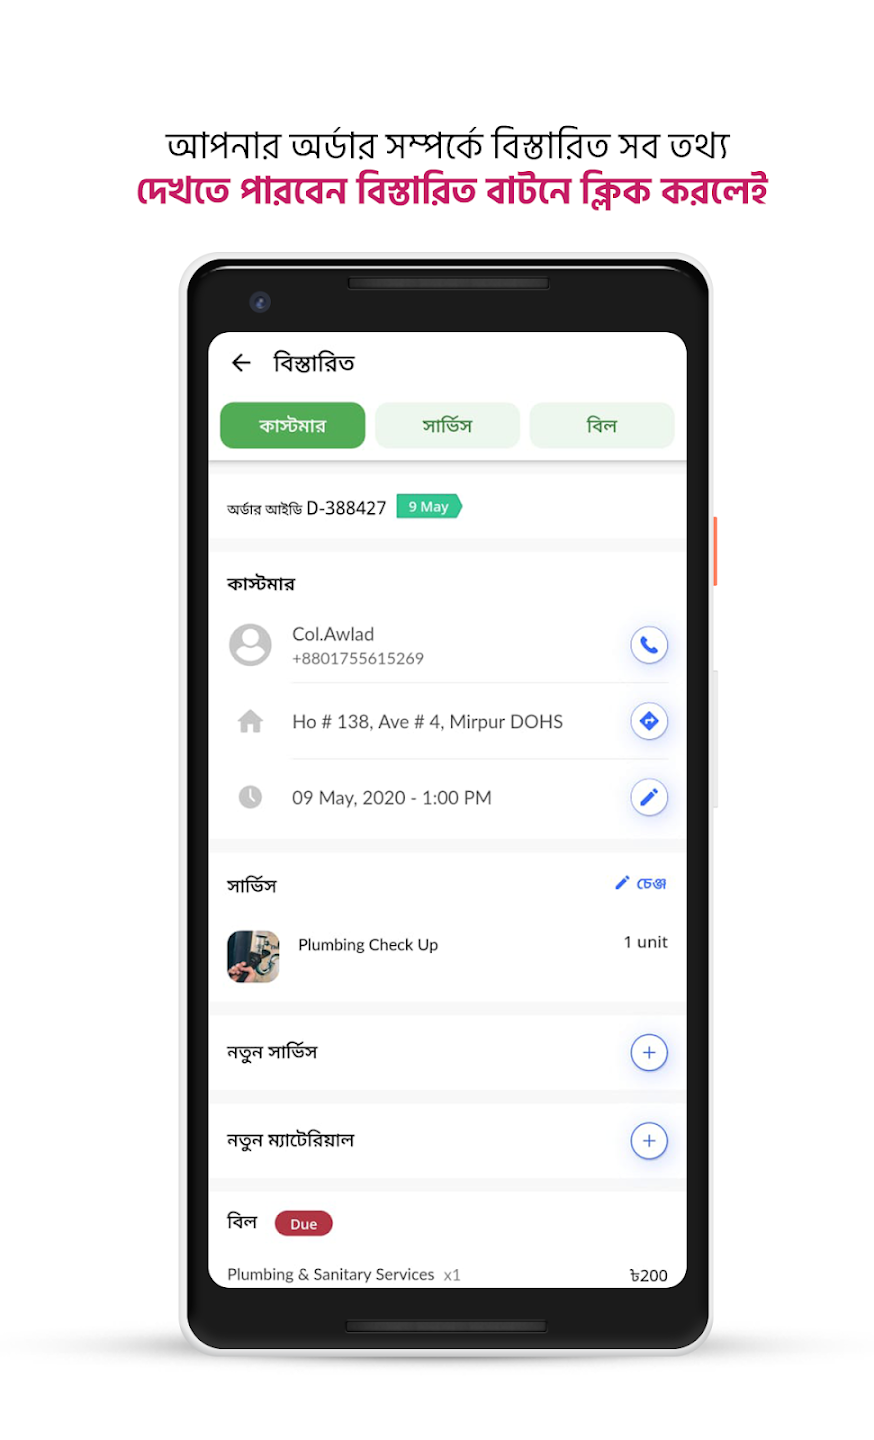 আপনার অর্ডার সম্পর্কে বিস্তারিত সব তথ্য
দেখতে পারবেন বিস্তারিত বাটনে ক্লিক করলেই
বিস্তারিত
কাস্টমার
সার্ভিস
বিল
অর্ডার আইডি D-388427 9 May
কাস্টমার
Col.Awlad
+8801755615269
Ho # 138, Ave # 4, Mirpur DOHS
09 May, 2020 - 1:00 PM
সার্ভিস চেঞ্জ
Plumbing Check Up 1 unit
নতুন সার্ভিস
নতুন ম্যাটেরিয়াল
বিল Due
Plumbing & Sanitary Services x1 ৳200